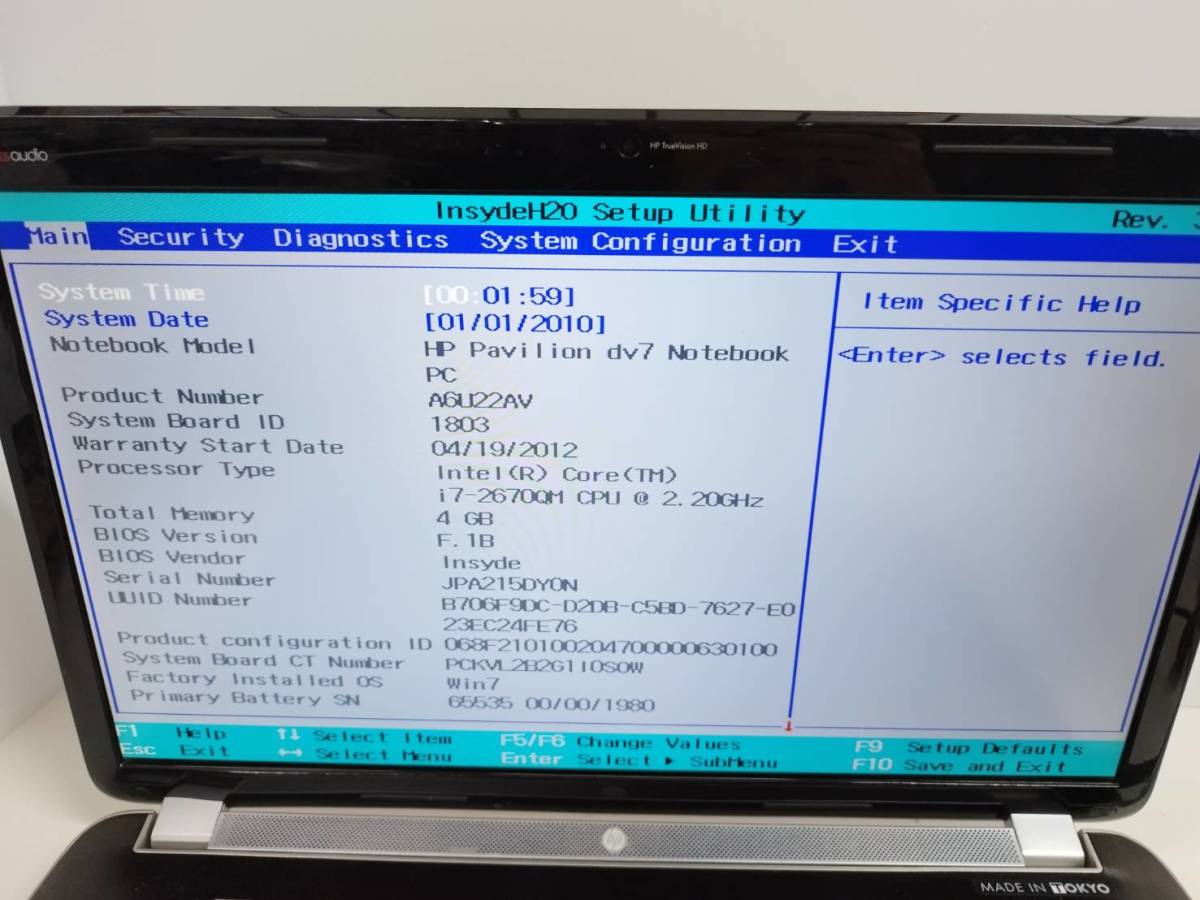 audio
HP TrueVision HD
InsydeH2O Setup Utility Rev.
Main Security Diagnostics System Configuration Exit
System Time [00:01:59]
System Date [01/01/2010]
Notebook Model HP Pavilion dv7 Notebook
PC
Product Number A6U22AV
System Board ID 1803
Warranty Start Date 04/19/2012
Processor Type Intel(R) Core(TM)
i7-2670QM CPU @ 2.20GHz
Total Memory 4 GB
BIOS Version F.1B
BIOS Vendor Insyde
Serial Number JPA215DY0N
UUID Number B706F9DC-D2DB-C5BD-7627-E0
23EC24FE76
Product configuration ID 068F2101002047000000630100
System Board CT Number PCKVL2B2G1I0SOW
Factory Installed OS Win7
Primary Battery SN 65535 00/00/1980
Item Specific Help
<Enter> selects field.
F1 Help ↑↓ Select Item F5/F6 Change Values F9 Setup Defaults
Esc Exit ←→ Select Menu Enter Select ▶ SubMenu F10 Save and Exit
hp
MADE IN TOKYO